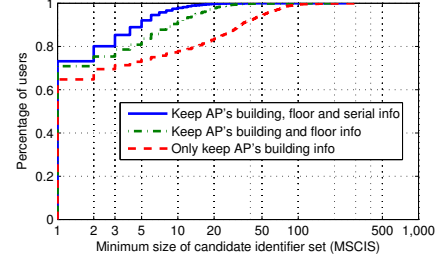 Percentage of users
1
0.8
0.6
0.4
0.2
0
Keep AP's building, floor and serial info
Keep AP's building and floor info
Only keep AP's building info
1 2 3 5 10 20 50 100 500 1,000
Minimum size of candidate identifier set (MSCIS)